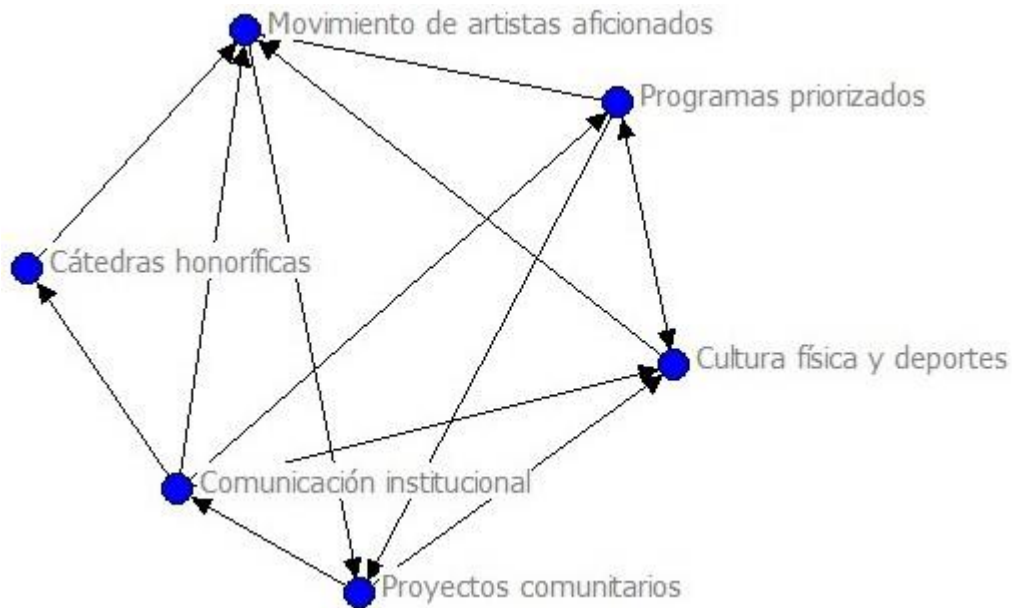 Movimiento de artistas aficionados
Programas priorizados
Cátedras honoríficas
Cultura física y deportes
Comunicación institucional
Proyectos comunitarios